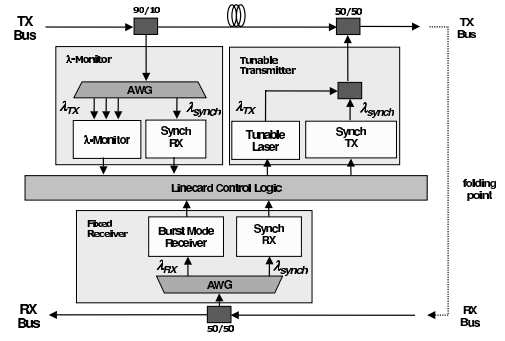 90/10
50/50
TX
Bus
TX
Bus
λ-Monitor
AWG
λTX
λsynch
λ-Monitor
Synch
RX
Tunable
Transmitter
λTX
λsynch
Tunable
Laser
Synch
TX
Linecard Control Logic
folding
point
Fixed
Receiver
Burst Mode
Receiver
Synch
RX
λRX
λsynch
AWG
RX
Bus
50/50
RX
Bus